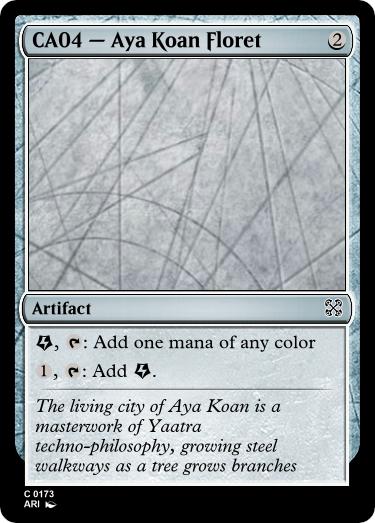 CA04 — Aya Koan Floret 2
Artifact
, : Add one mana of any color
1, : Add .
The living city of Aya Koan is a
masterwork of Yaatra
techno-philosophy, growing steel
walkways as a tree grows branches
C 0173
ARI